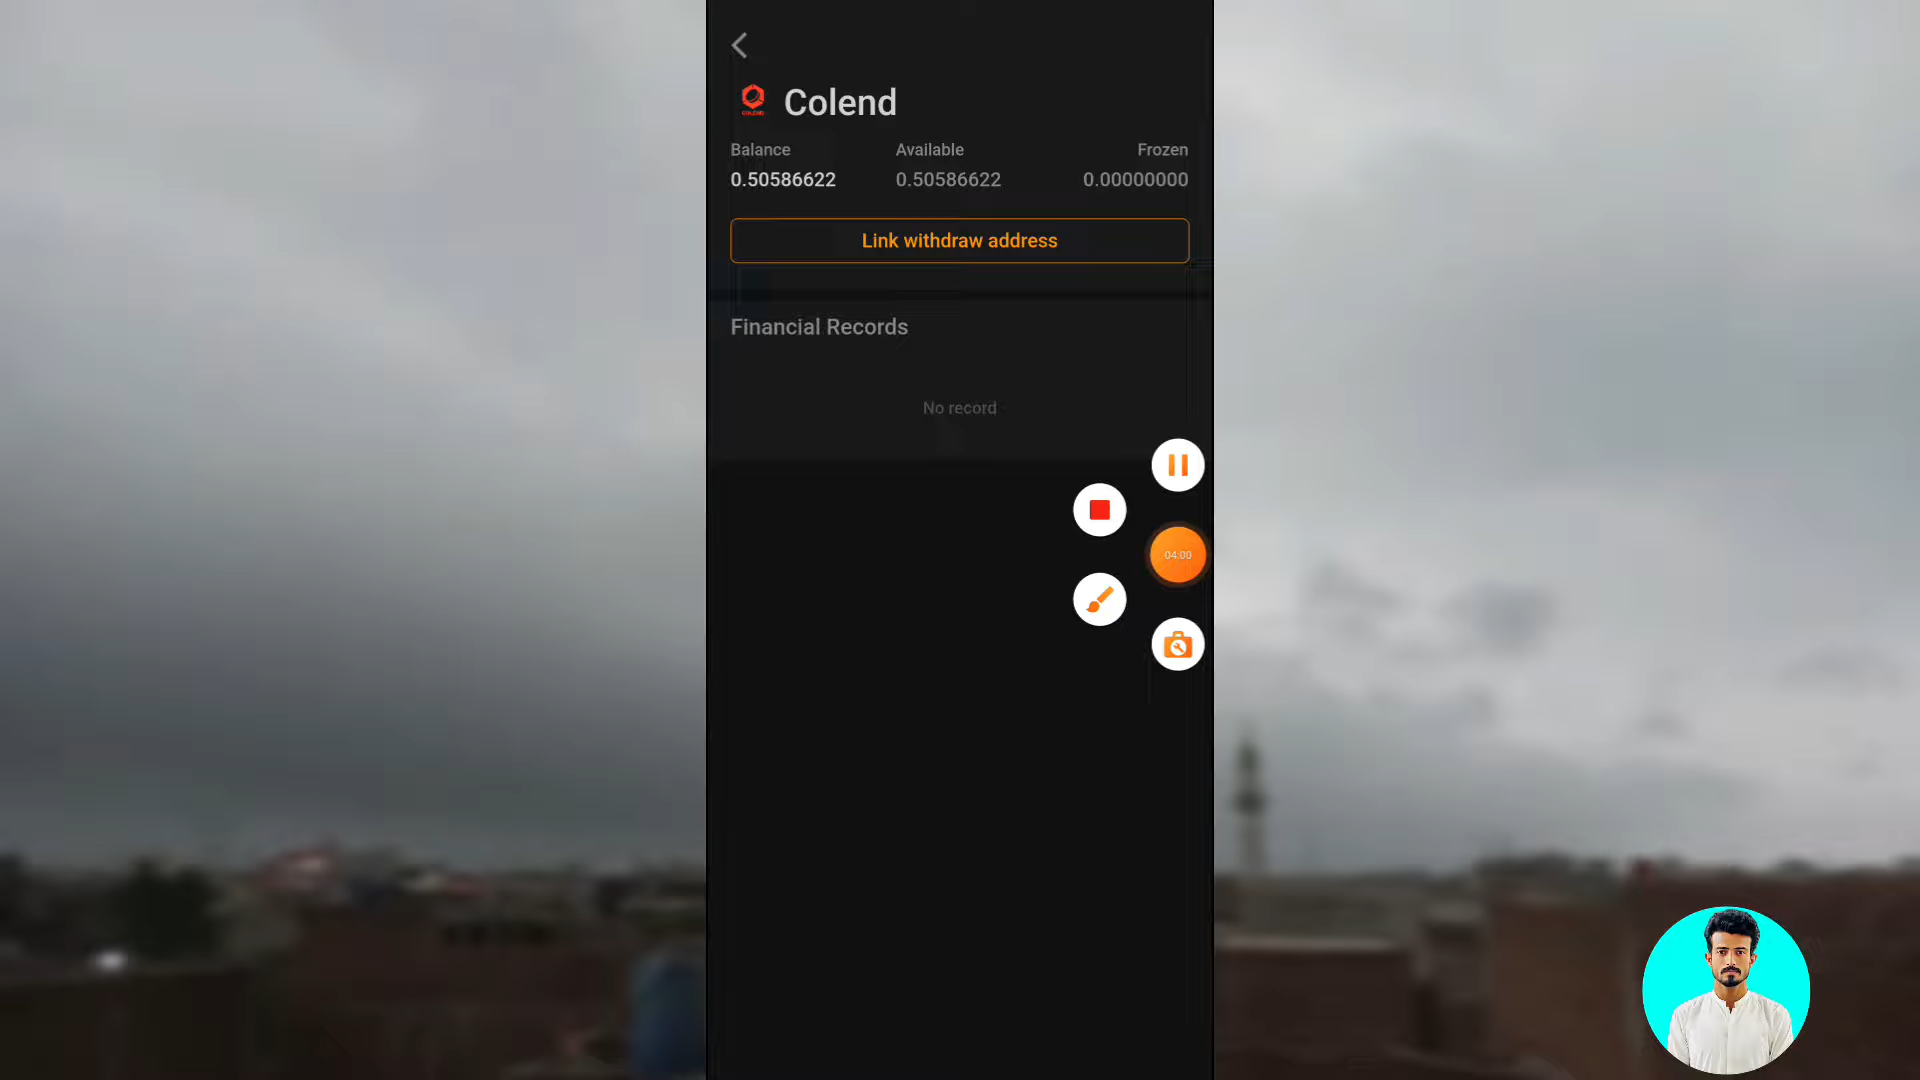 Colend
COLEND
Balance Available Frozen
0.50586622 0.50586622 0.00000000
Link withdraw address
Financial Records
No record
04:00